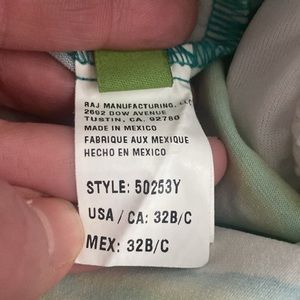 RAJ MANUFACTURING, LLC
2692 DOW AVENUE
TUSTIN, CA. 92780
MADE IN MEXICO
FABRIQUE AUX MEXIQUE
HECHO EN MEXICO
STYLE: 50253Y
USA / CA: 32B/C
MEX: 32B/C